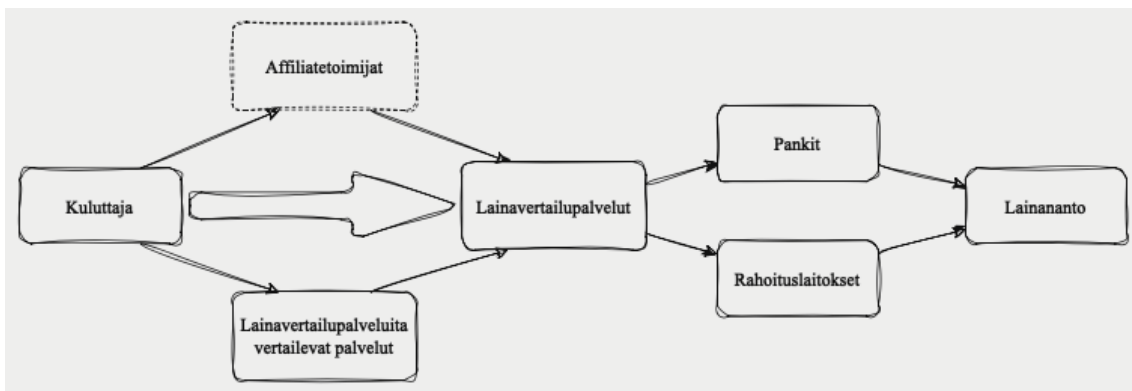 Affiliatetoimijat
Kuluttaja
Lainavertailupalveluita
vertailevat palvelut
Lainavertailupalvelut
Pankit
Rahoituslaitokset
Lainananto